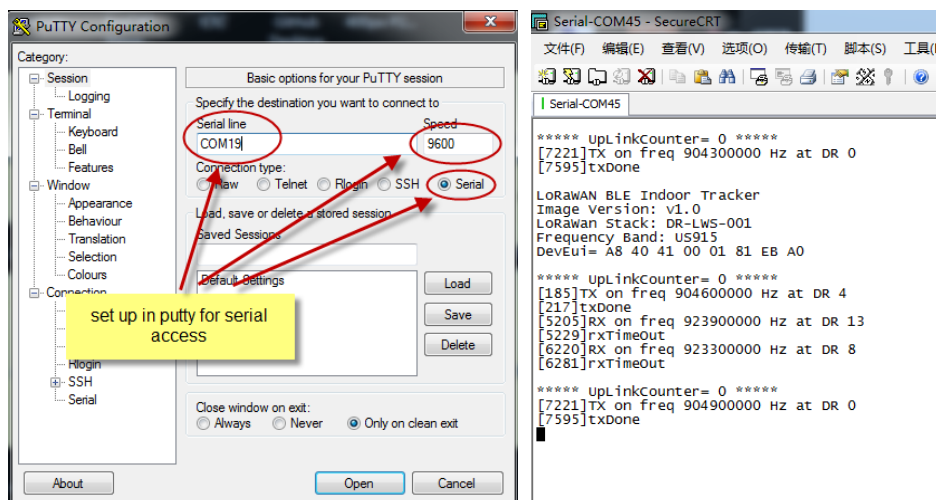 PuTTY Configuration
Category:
Session
Logging
Terminal
Keyboard
Bell
Features
Window
Appearance
Behaviour
Translation
Selection
Colours
Connection
Rlogin
SSH
Serial
Basic options for your PuTTY session
Specify the destination you want to connect to
Serial line
Speed
COM19
9600
Connection type:
Raw
Telnet
Rlogin
SSH
Serial
Load, save or delete a stored session
Saved Sessions
Default Settings
Load
Save
Delete
set up in putty for serial
access
Close window on exit:
Always
Never
Only on clean exit
About
Open
Cancel
Serial-COM45 - SecureCRT
文件(F) 编辑(E) 查看(V) 选项(O) 传输(T) 脚本(S) 工具(
Serial-COM45
***** UpLinkCounter= 0 *****
[7221]TX on freq 904300000 Hz at DR 0
[7595]txDone
LoRaWAN BLE Indoor Tracker
Image Version: v1.0
LoRaWan Stack: DR-LWS-001
Frequency Band: US915
DevEui= A8 40 41 00 01 81 EB A0
***** UpLinkCounter= 0 *****
[185]TX on freq 904600000 Hz at DR 4
[217]txDone
[5205]RX on freq 923900000 Hz at DR 13
[5229]rxTimeOut
[6220]RX on freq 923300000 Hz at DR 8
[6281]rxTimeOut
***** UpLinkCounter= 0 *****
[7221]TX on freq 904900000 Hz at DR 0
[7595]txDone